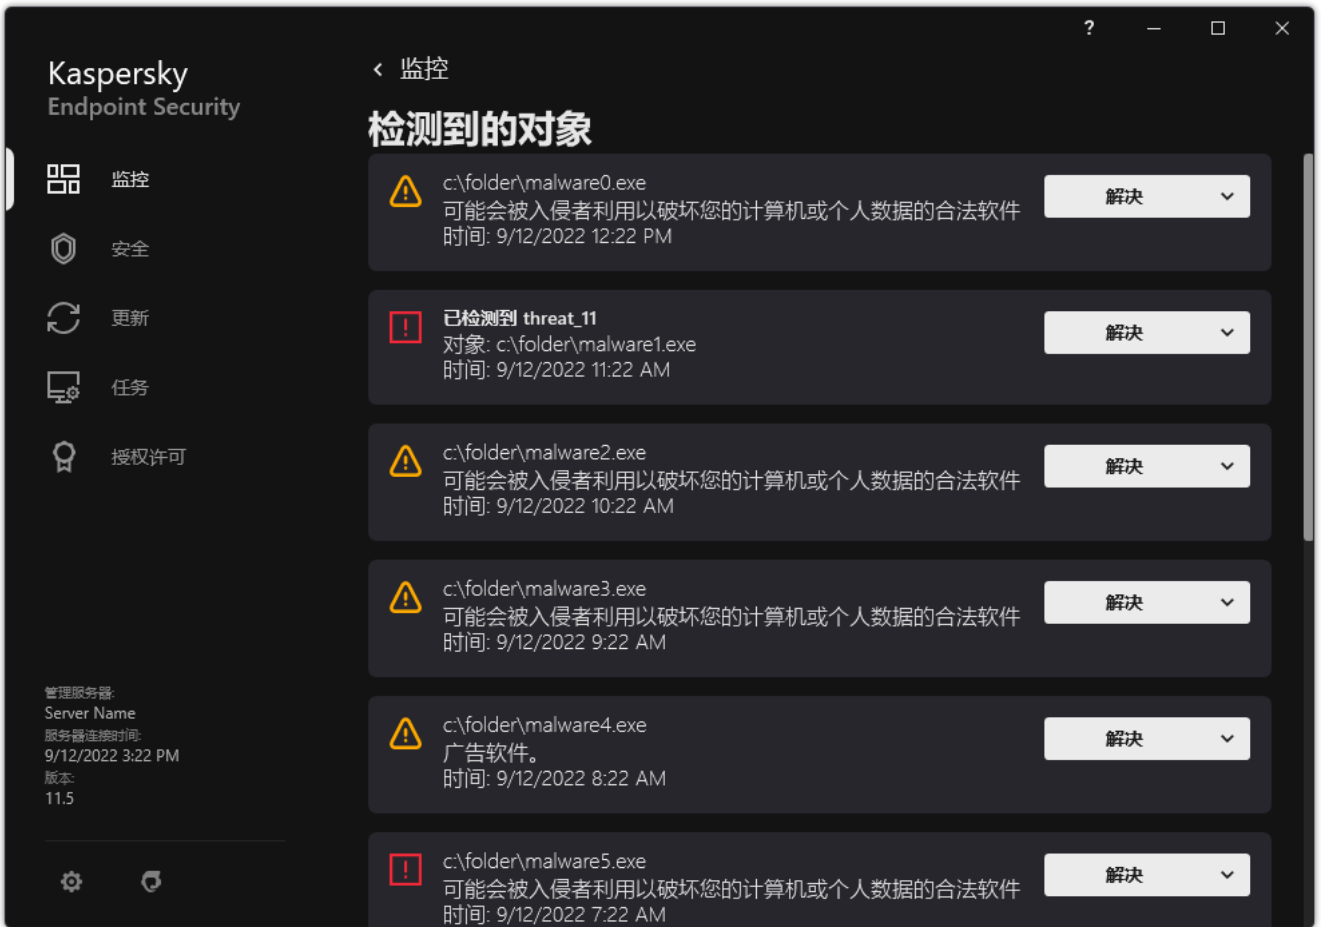 ?
Kaspersky
Endpoint Security
监控
安全
更新
任务
授权许可
管理服务器:
Server Name
服务器连接时间:
9/12/2022 3:22 PM
版本:
11.5
监控
检测到的对象
c:\folder\malware0.exe
可能会被入侵者利用以破坏您的计算机或个人数据的合法软件
时间: 9/12/2022 12:22 PM
解决
已检测到 threat_11
对象: c:\folder\malware1.exe
时间: 9/12/2022 11:22 AM
解决
c:\folder\malware2.exe
可能会被入侵者利用以破坏您的计算机或个人数据的合法软件
时间: 9/12/2022 10:22 AM
解决
c:\folder\malware3.exe
可能会被入侵者利用以破坏您的计算机或个人数据的合法软件
时间: 9/12/2022 9:22 AM
解决
c:\folder\malware4.exe
广告软件。
时间: 9/12/2022 8:22 AM
解决
c:\folder\malware5.exe
可能会被入侵者利用以破坏您的计算机或个人数据的合法软件
时间: 9/12/2022 7:22 AM
解决